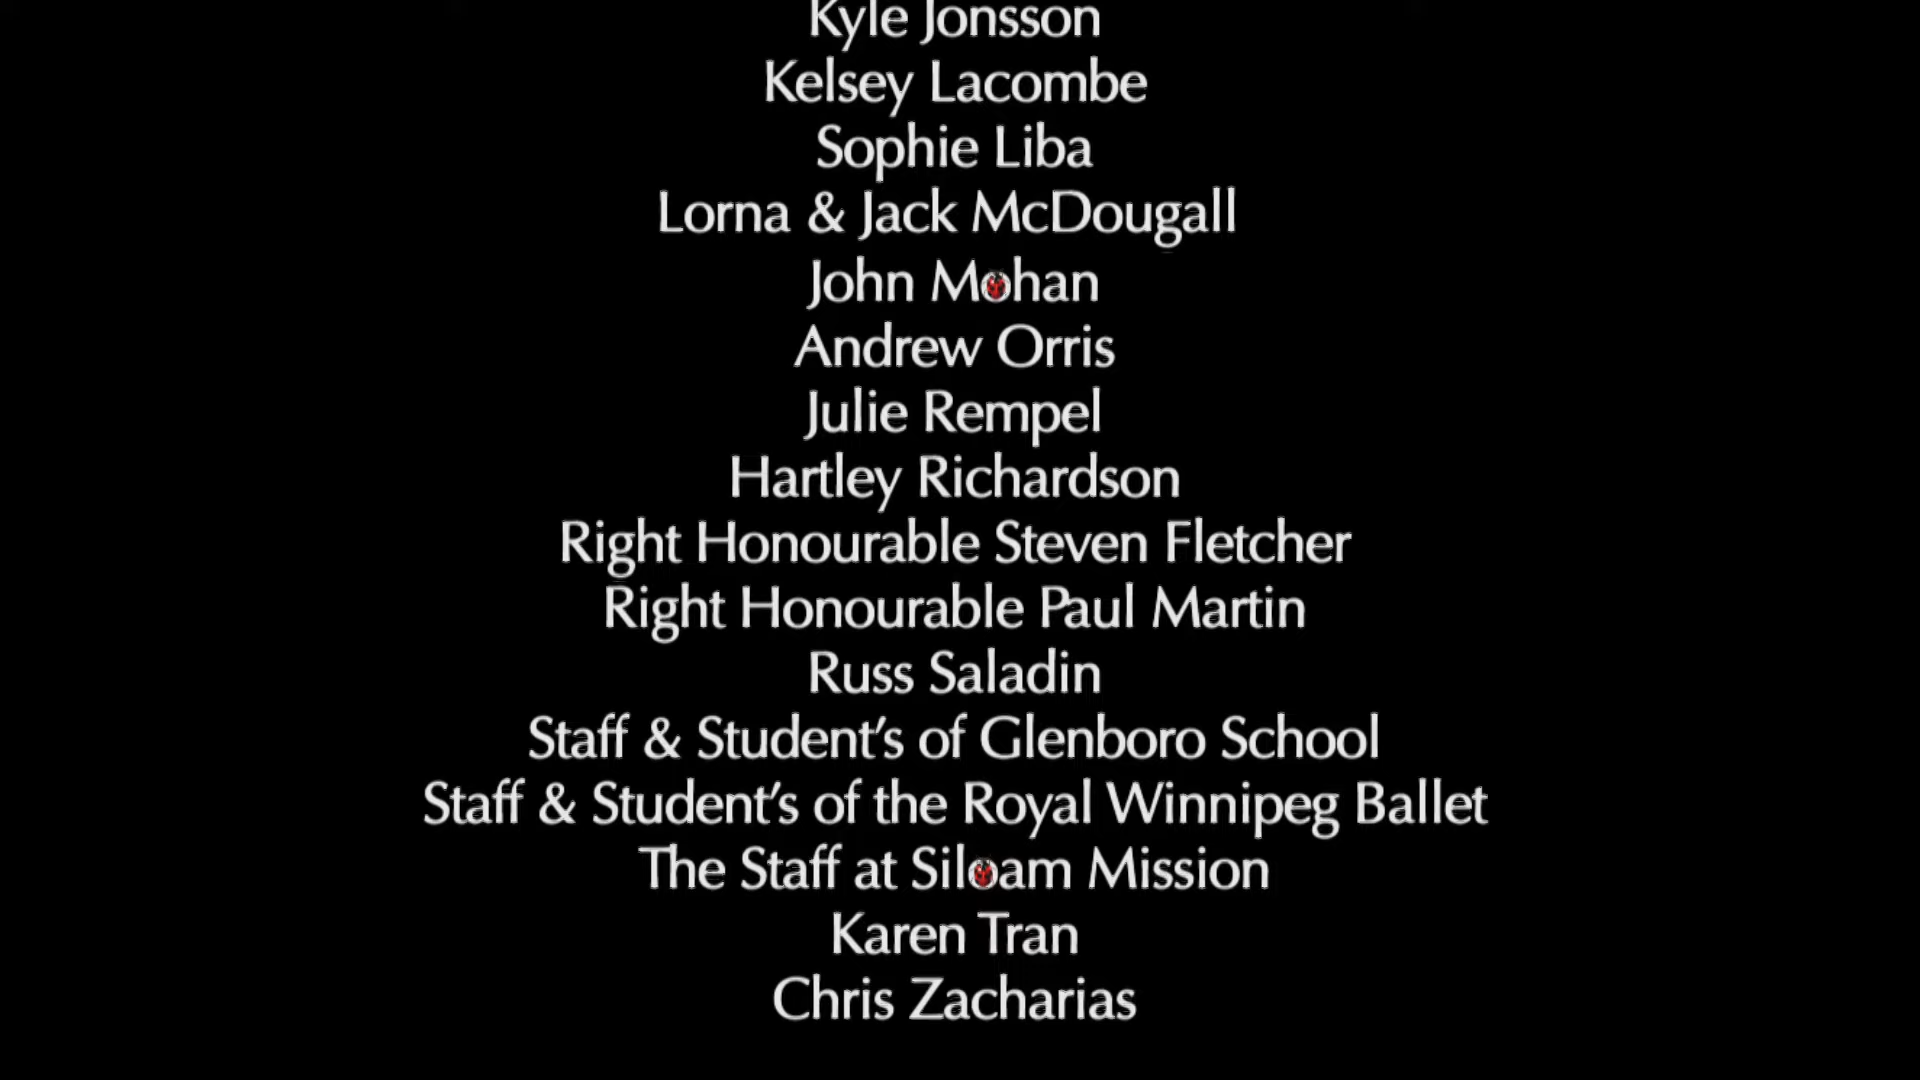 Kyle Jonsson
Kelsey Lacombe
Sophie Liba
Lorna & Jack McDougall
John Mohan
Andrew Orris
Julie Rempel
Hartley Richardson
Right Honourable Steven Fletcher
Right Honourable Paul Martin
Russ Saladin
Staff & Student's of Glenboro School
Staff & Student's of the Royal Winnipeg Ballet
The Staff at Siloam Mission
Karen Tran
Chris Zacharias